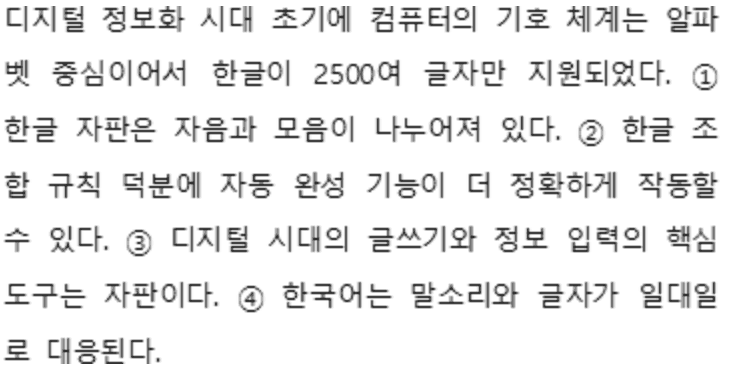 디지털 정보화 시대 초기에 컴퓨터의 기호 체계는 알파
벳 중심이어서 한글이 2500여 글자만 지원되었다. ①
한글 자판은 자음과 모음이 나누어져 있다. ② 한글 조
합 규칙 덕분에 자동 완성 기능이 더 정확하게 작동할
수 있다. ③ 디지털 시대의 글쓰기와 정보 입력의 핵심
도구는 자판이다. ④ 한국어는 말소리와 글자가 일대일
로 대응된다.